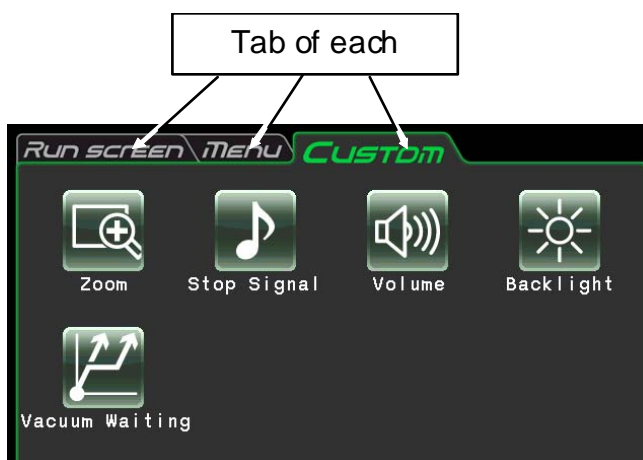 Tab of each
Run screen Menu Custom
Zoom Stop Signal Volume Backlight
Vacuum Waiting